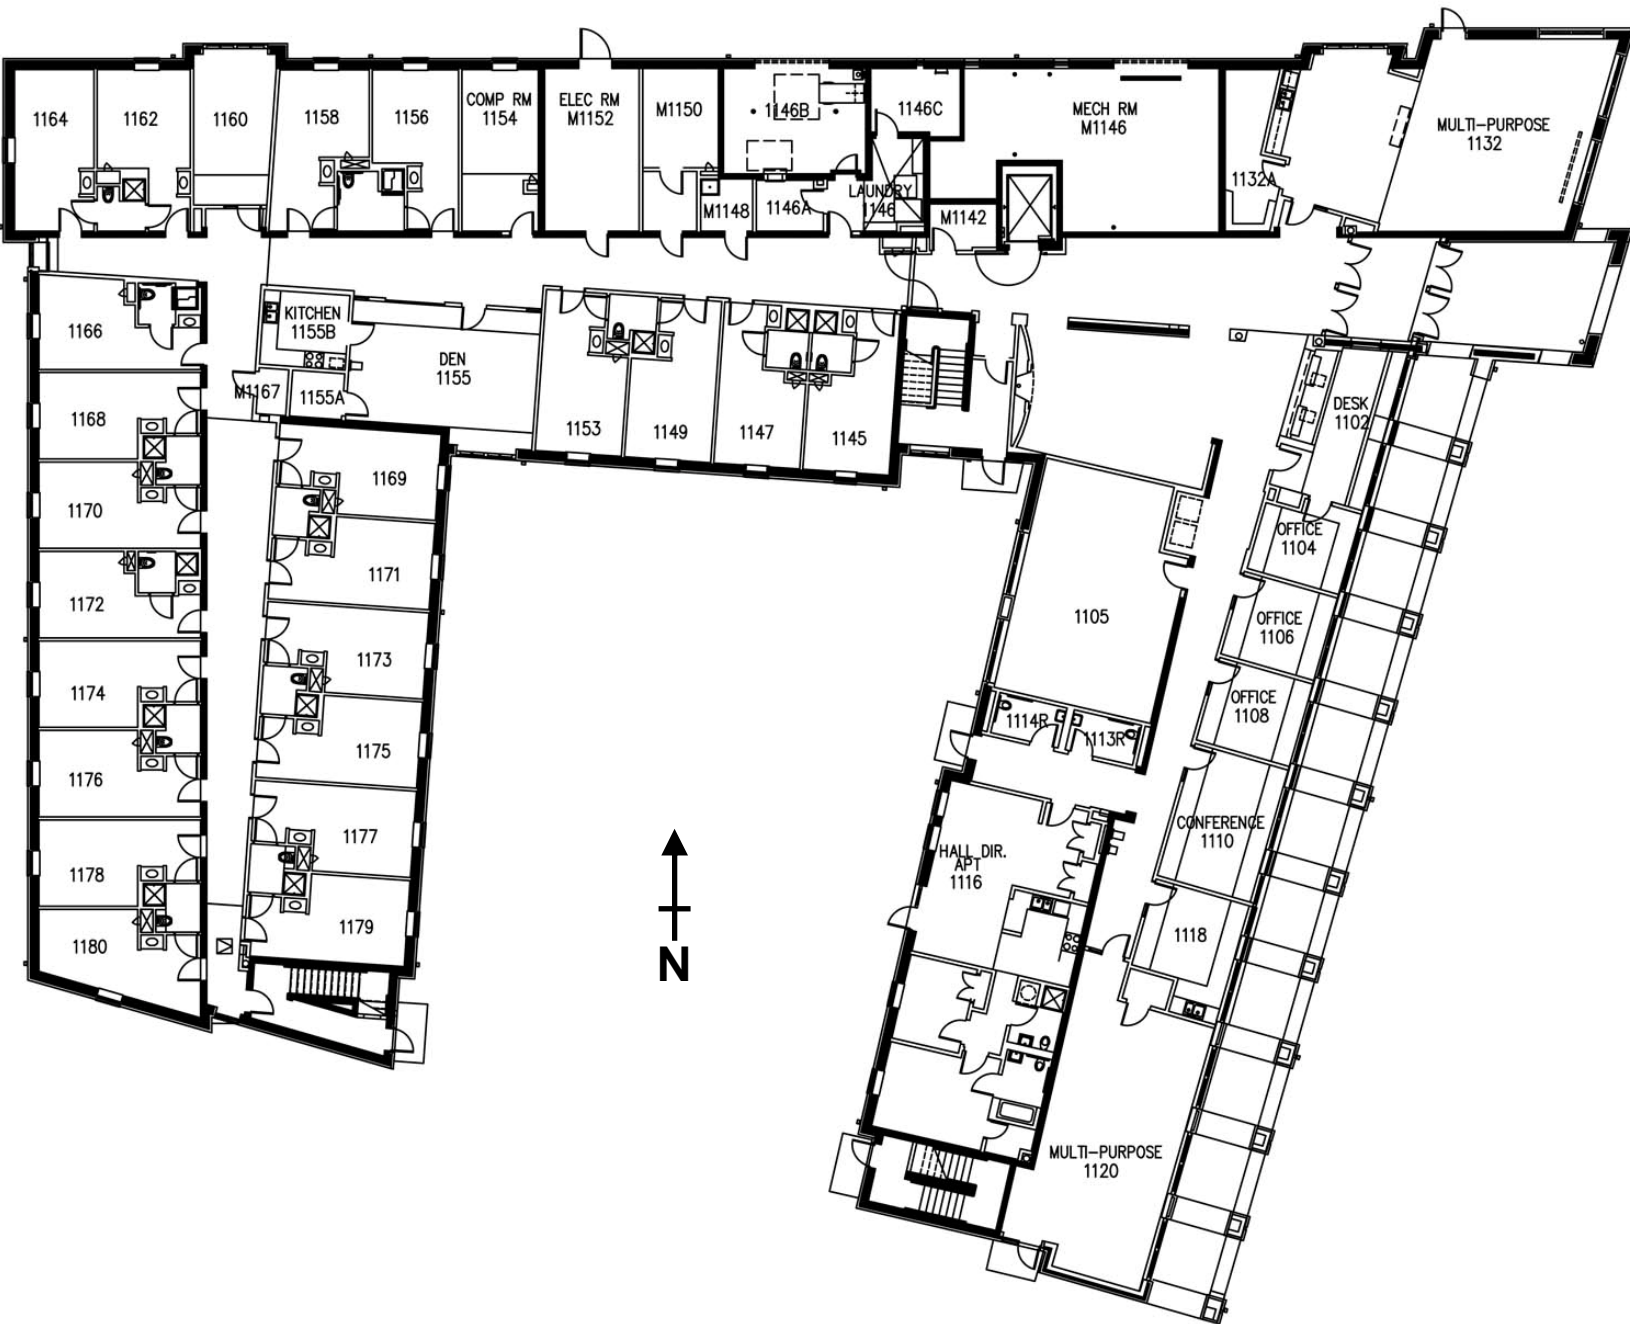 1164
1162
1160
1158
1156
COMP RM
1154
ELEC RM
M1152
M1150
1146B
1146C
MECH RM
M1146
MULTI-PURPOSE
1132
1132A
M1148
1146A
LAUNDRY
1146
M1142
1166
KITCHEN
1155B
DEN
1155
M1167
1155A
1168
1153
1149
1147
1145
DESK
1102
1170
1169
OFFICE
1104
1172
1171
1105
OFFICE
1106
1174
1173
OFFICE
1108
1114R
1113R
1176
1175
1177
CONFERENCE
1110
HALL DIR.
APT
1116
1178
1179
1180
1118
N
MULTI-PURPOSE
1120